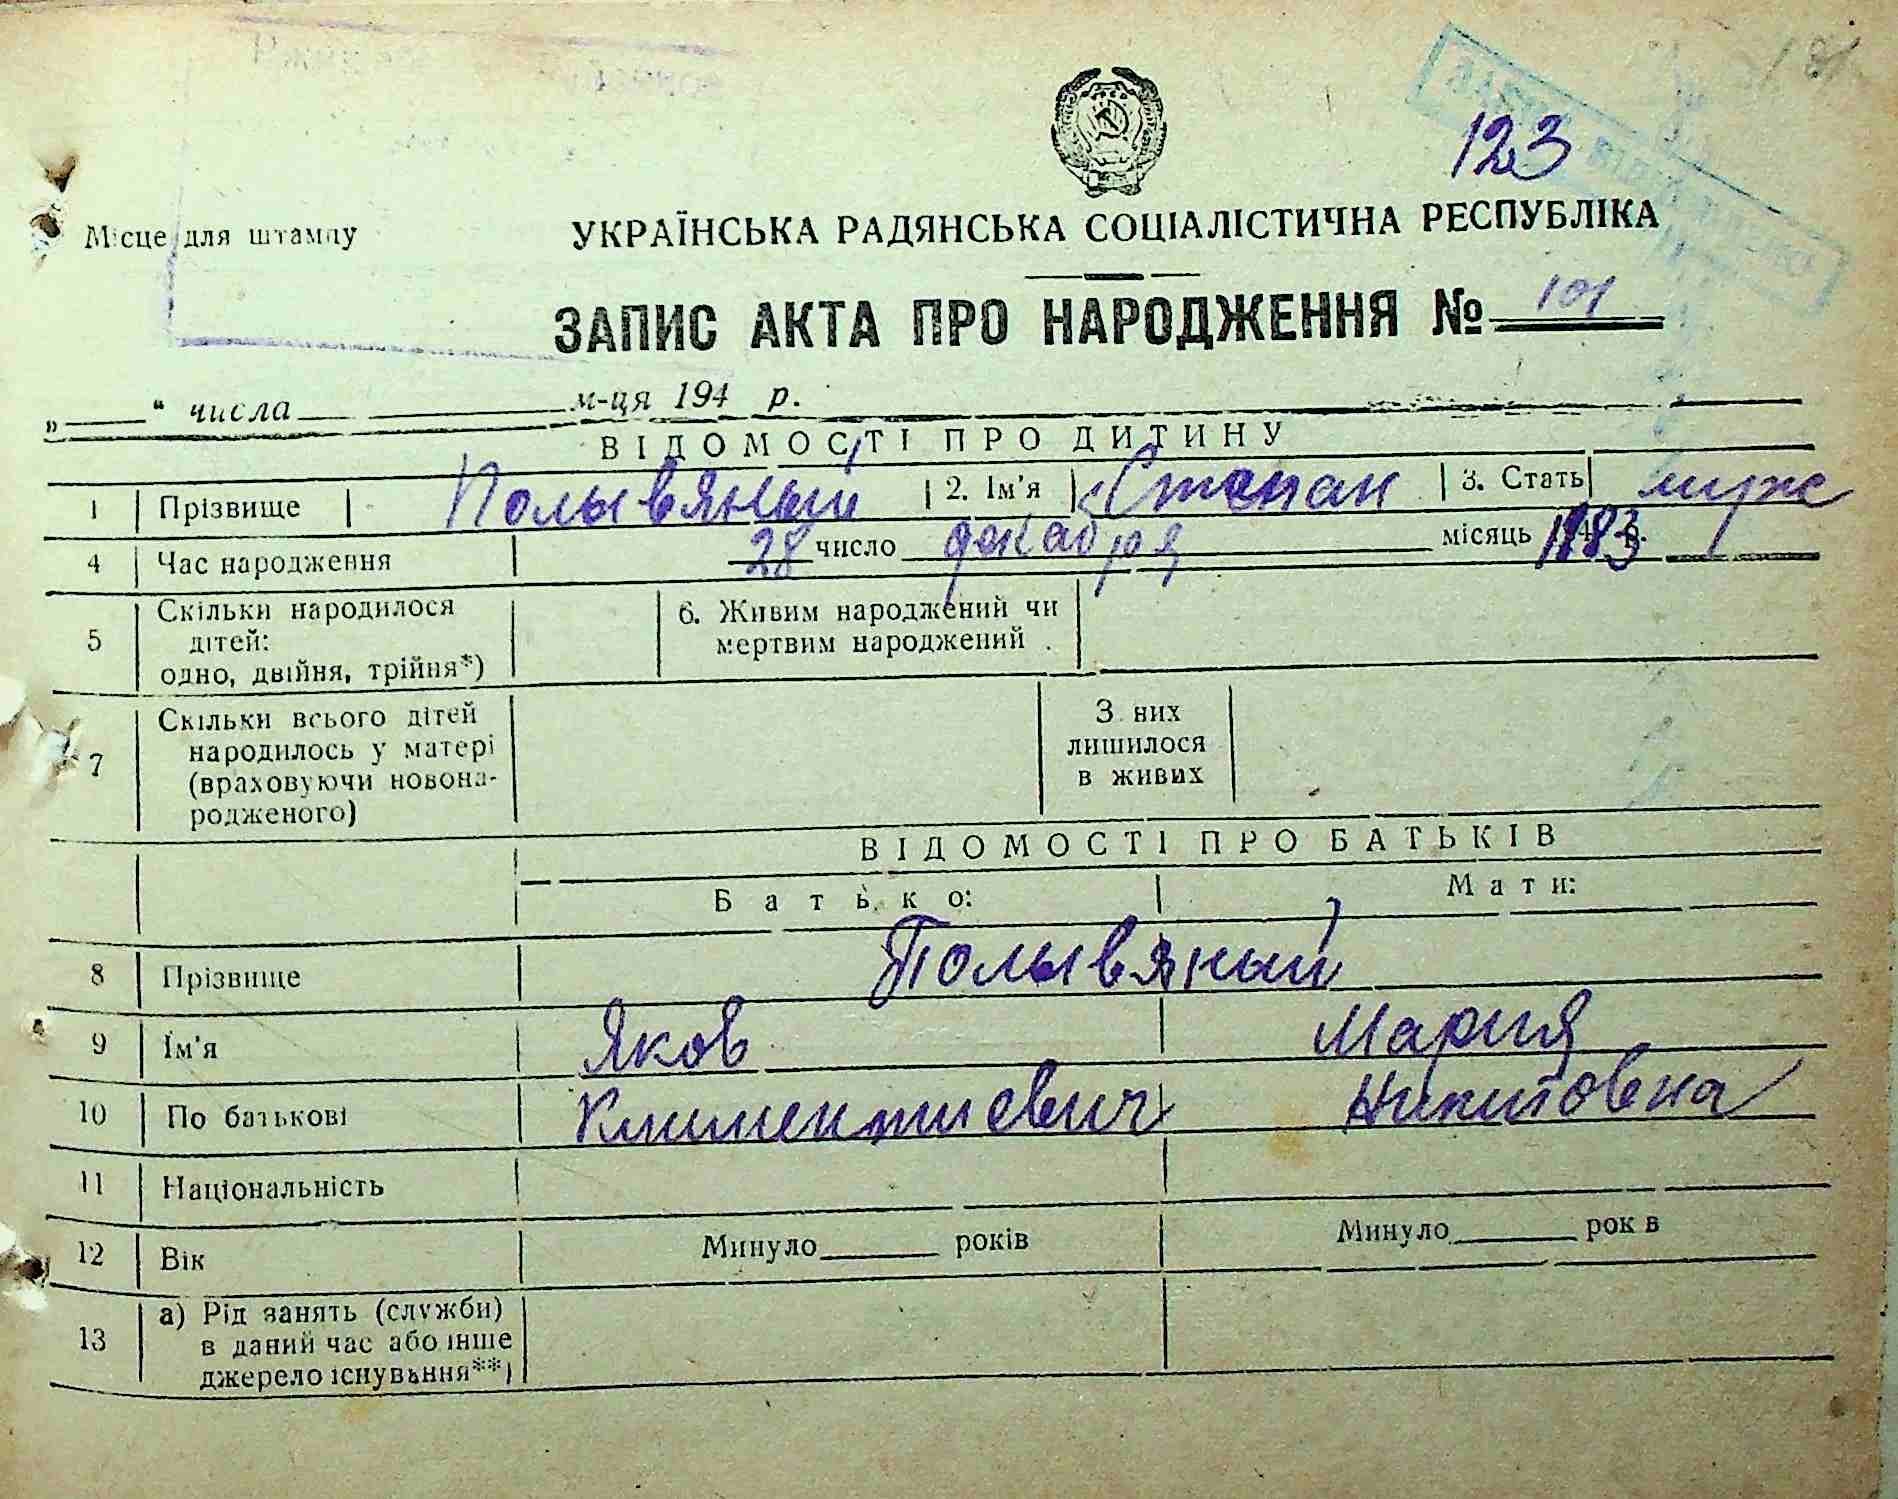 123
Місце для штампу
УКРАЇНСЬКА РАДЯНСЬКА СОЦІАЛІСТИЧНА РЕСПУБЛІКА
ЗАПИС АКТА ПРО НАРОДЖЕННЯ № 101
„ “ числа м-ця 194 р.
ВІДОМОСТІ ПРО ДИТИНУ
1 Прізвище Полывяный 2. Ім'я Степан 3. Стать муж
4 Час народження 28 число декабря місяць
5 Скільки народилося дітей: одно, двійня, трійня*) 6. Живим народжений чи мертвим народжений
7 Скільки всього дітей народилось у матері (враховуючи новона-родженого) З них лишилося в живих
ВІДОМОСТІ ПРО БАТЬКІВ
Батько: Мати:
8 Прізвище Полывяный
9 Ім'я Яков Мария
10 По батькові Климентиевич Никитовна
11 Національність
12 Вік Минуло років Минуло рок в
13 а) Рід занять (служби) в даний час або інше джерело існування**)